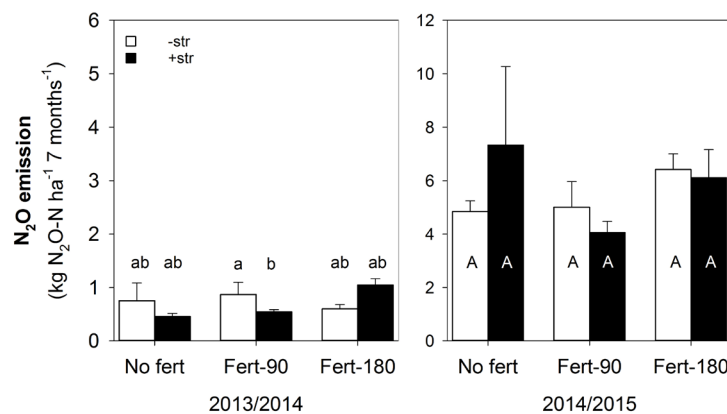 N₂O emission
(kg N₂O-N ha⁻¹ 7 months⁻¹)
6
5
4
3
2
1
0
-str
+str
ab ab a b ab ab
No fert Fert-90 Fert-180
2013/2014
12
10
8
6
4
2
0
A A A A A A
No fert Fert-90 Fert-180
2014/2015